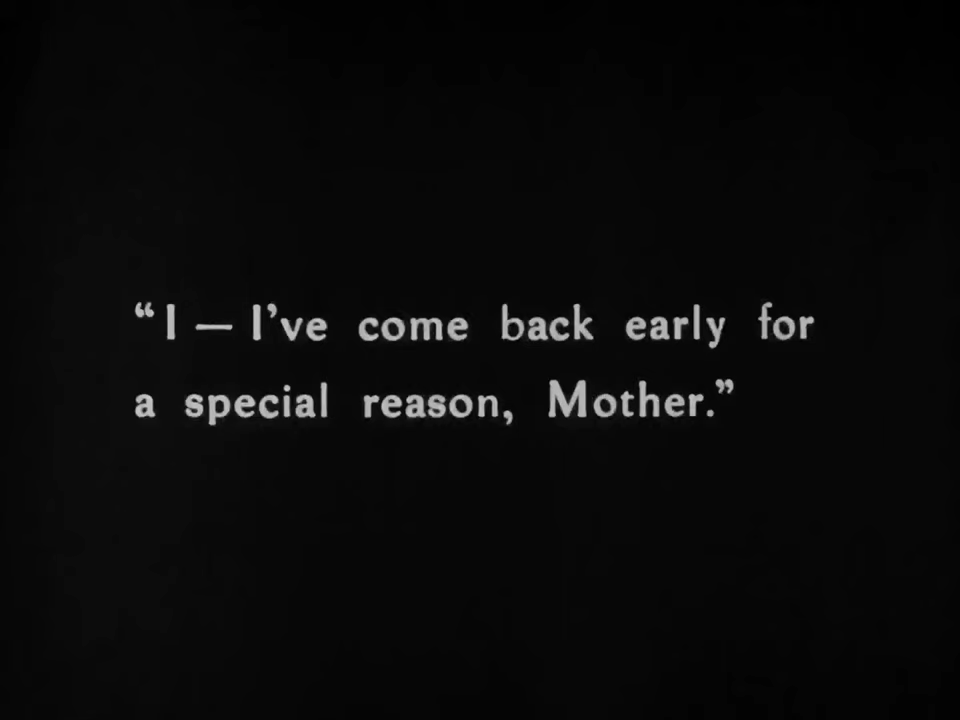 “I — I’ve come back early for
a special reason, Mother.”